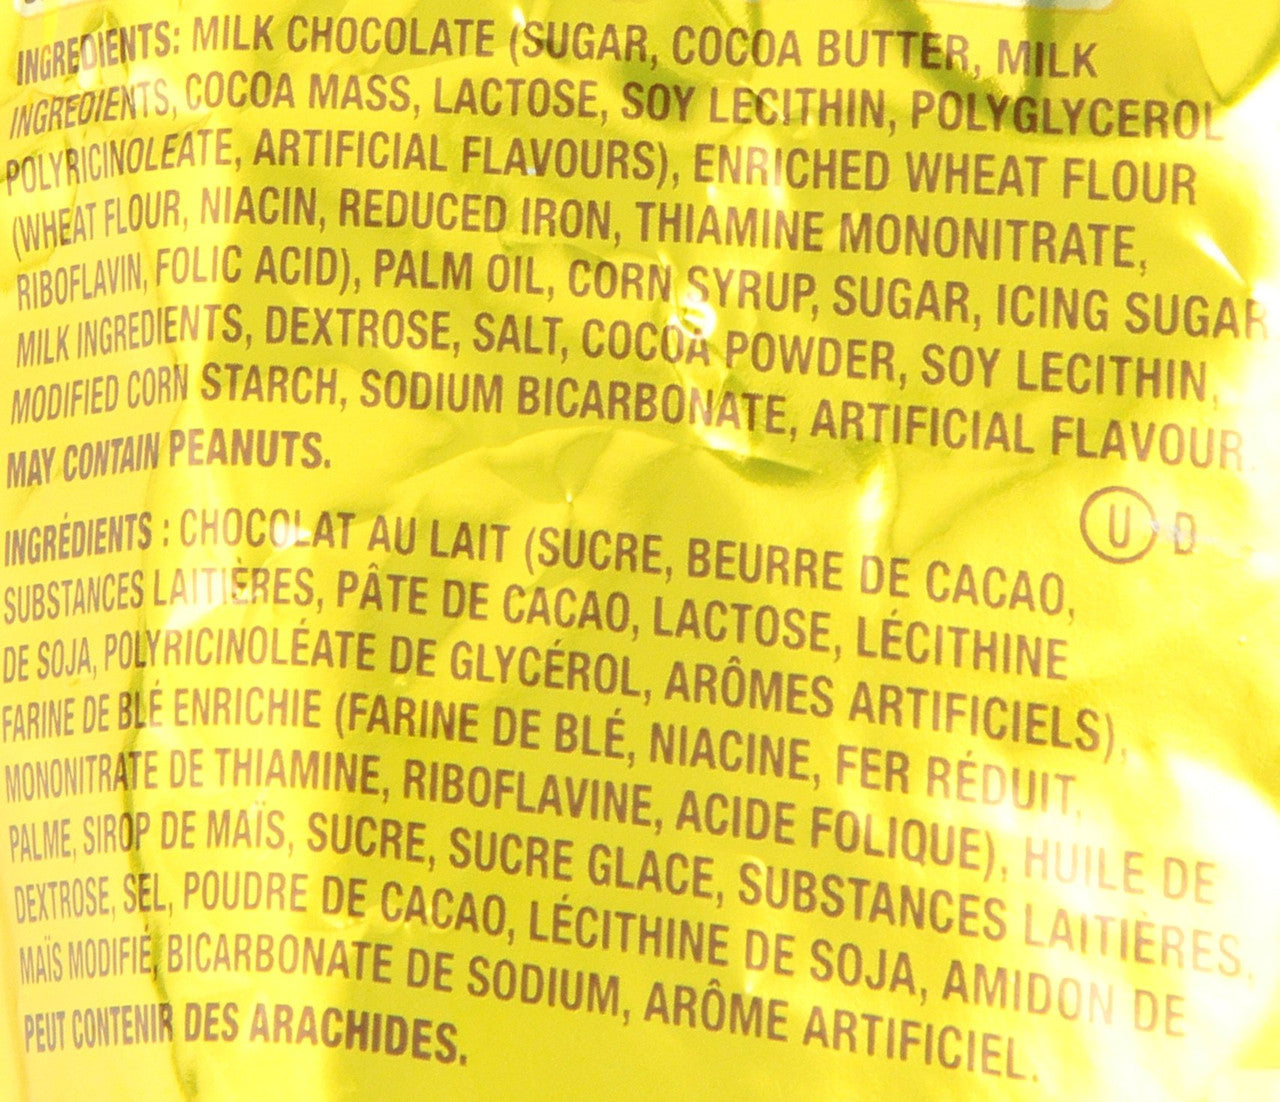 INGREDIENTS: MILK CHOCOLATE (SUGAR, COCOA BUTTER, MILK
INGREDIENTS, COCOA MASS, LACTOSE, SOY LECITHIN, POLYGLYCEROL
POLYRICINOLEATE, ARTIFICIAL FLAVOURS), ENRICHED WHEAT FLOUR
(WHEAT FLOUR, NIACIN, REDUCED IRON, THIAMINE MONONITRATE,
RIBOFLAVIN, FOLIC ACID), PALM OIL, CORN SYRUP, SUGAR, ICING SUGAR
MILK INGREDIENTS, DEXTROSE, SALT, COCOA POWDER, SOY LECITHIN,
MODIFIED CORN STARCH, SODIUM BICARBONATE, ARTIFICIAL FLAVOUR.
MAY CONTAIN PEANUTS.
U D
INGRÉDIENTS : CHOCOLAT AU LAIT (SUCRE, BEURRE DE CACAO,
SUBSTANCES LAITIÈRES, PÂTE DE CACAO, LACTOSE, LÉCITHINE
DE SOJA, POLYRICINOLÉATE DE GLYCÉROL, ARÔMES ARTIFICIELS),
FARINE DE BLÉ ENRICHIE (FARINE DE BLÉ, NIACINE, FER RÉDUIT,
MONONITRATE DE THIAMINE, RIBOFLAVINE, ACIDE FOLIQUE), HUILE DE
PALME, SIROP DE MAÏS, SUCRE, SUCRE GLACE, SUBSTANCES LAITIÈRES,
DEXTROSE, SEL, POUDRE DE CACAO, LÉCITHINE DE SOJA, AMIDON DE
MAÏS MODIFIÉ, BICARBONATE DE SODIUM, ARÔME ARTIFICIEL.
PEUT CONTENIR DES ARACHIDES.